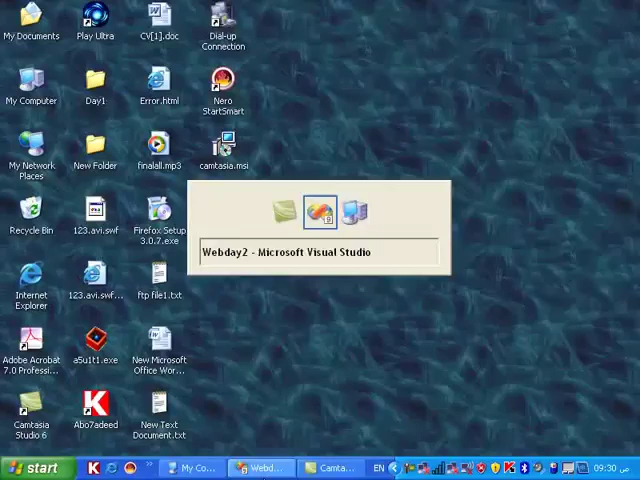 My Documents
Play Ultra
CV[1].doc
Dial-up
Connection
My Computer
Day1
Error.html
Nero
StartSmart
My Network
Places
New Folder
finalall.mp3
camtasia.msi
Recycle Bin
123.avi.swf
Firefox Setup
3.0.7.exe
Webday2 - Microsoft Visual Studio
Internet
Explorer
123.avi.swf...
ftp file1.txt
Adobe Acrobat
7.0 Professi...
aSu1t1.exe
New Microsoft
Office Wor...
Camtasia
Studio 6
Abo7adeed
New Text
Document.txt
start
My Co...
Webd...
Camta...
EN
09:30 ص